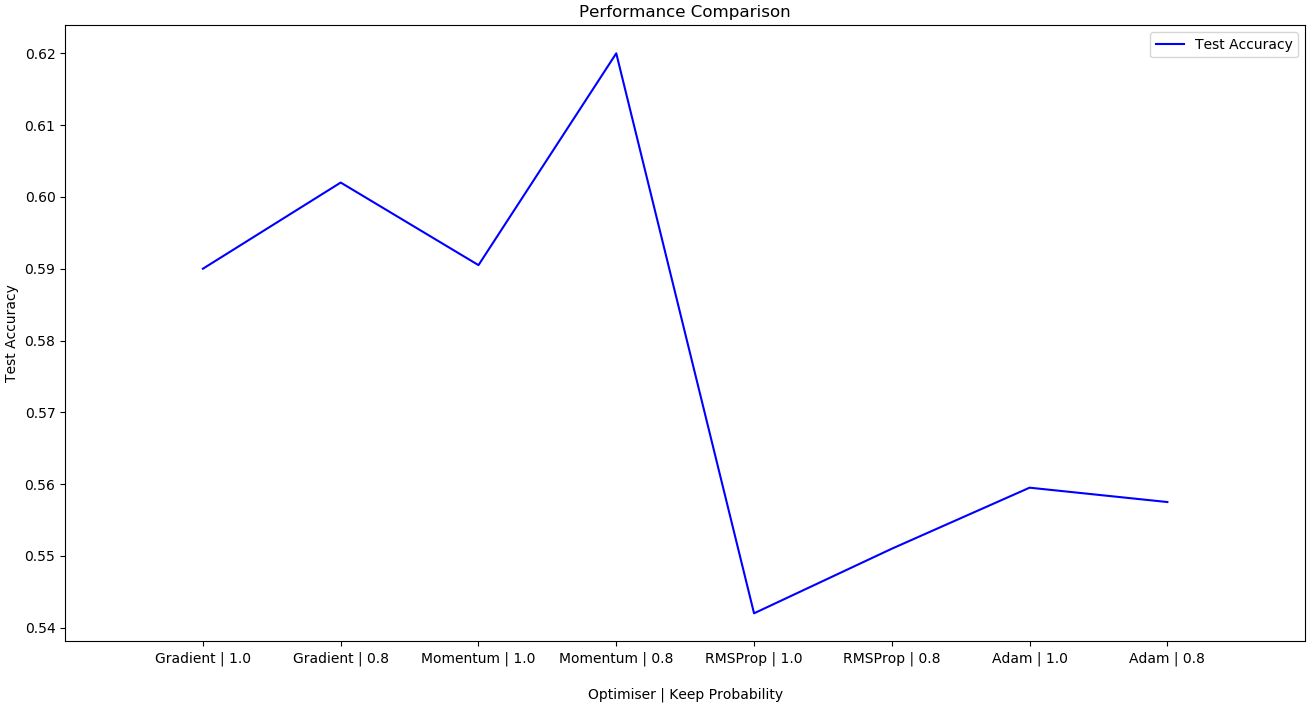 Performance Comparison
Test Accuracy
0.62
0.61
0.60
0.59
0.58
0.57
0.56
0.55
0.54
Test Accuracy
Gradient | 1.0
Gradient | 0.8
Momentum | 1.0
Momentum | 0.8
RMSProp | 1.0
RMSProp | 0.8
Adam | 1.0
Adam | 0.8
Optimiser | Keep Probability